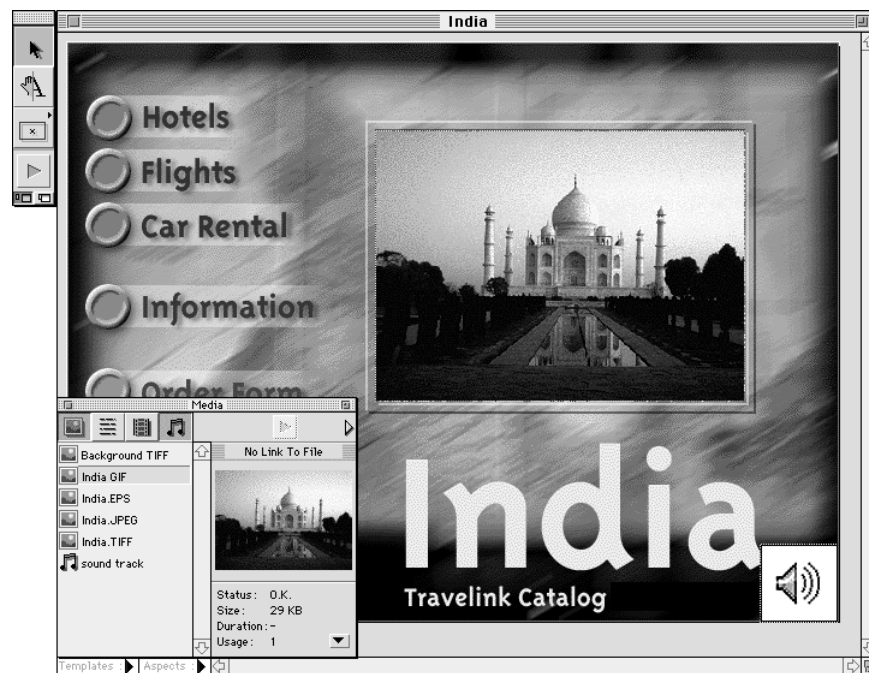 India
Hotels
Flights
Car Rental
Information
Order Form
Media
No Link To File
Background TIFF
India GIF
India.EPS
India.JPEG
India.TIFF
sound track
Status: O.K.
Size: 29 KB
Duration: -
Usage: 1
India
Travelink Catalog
Templates :
Aspects :